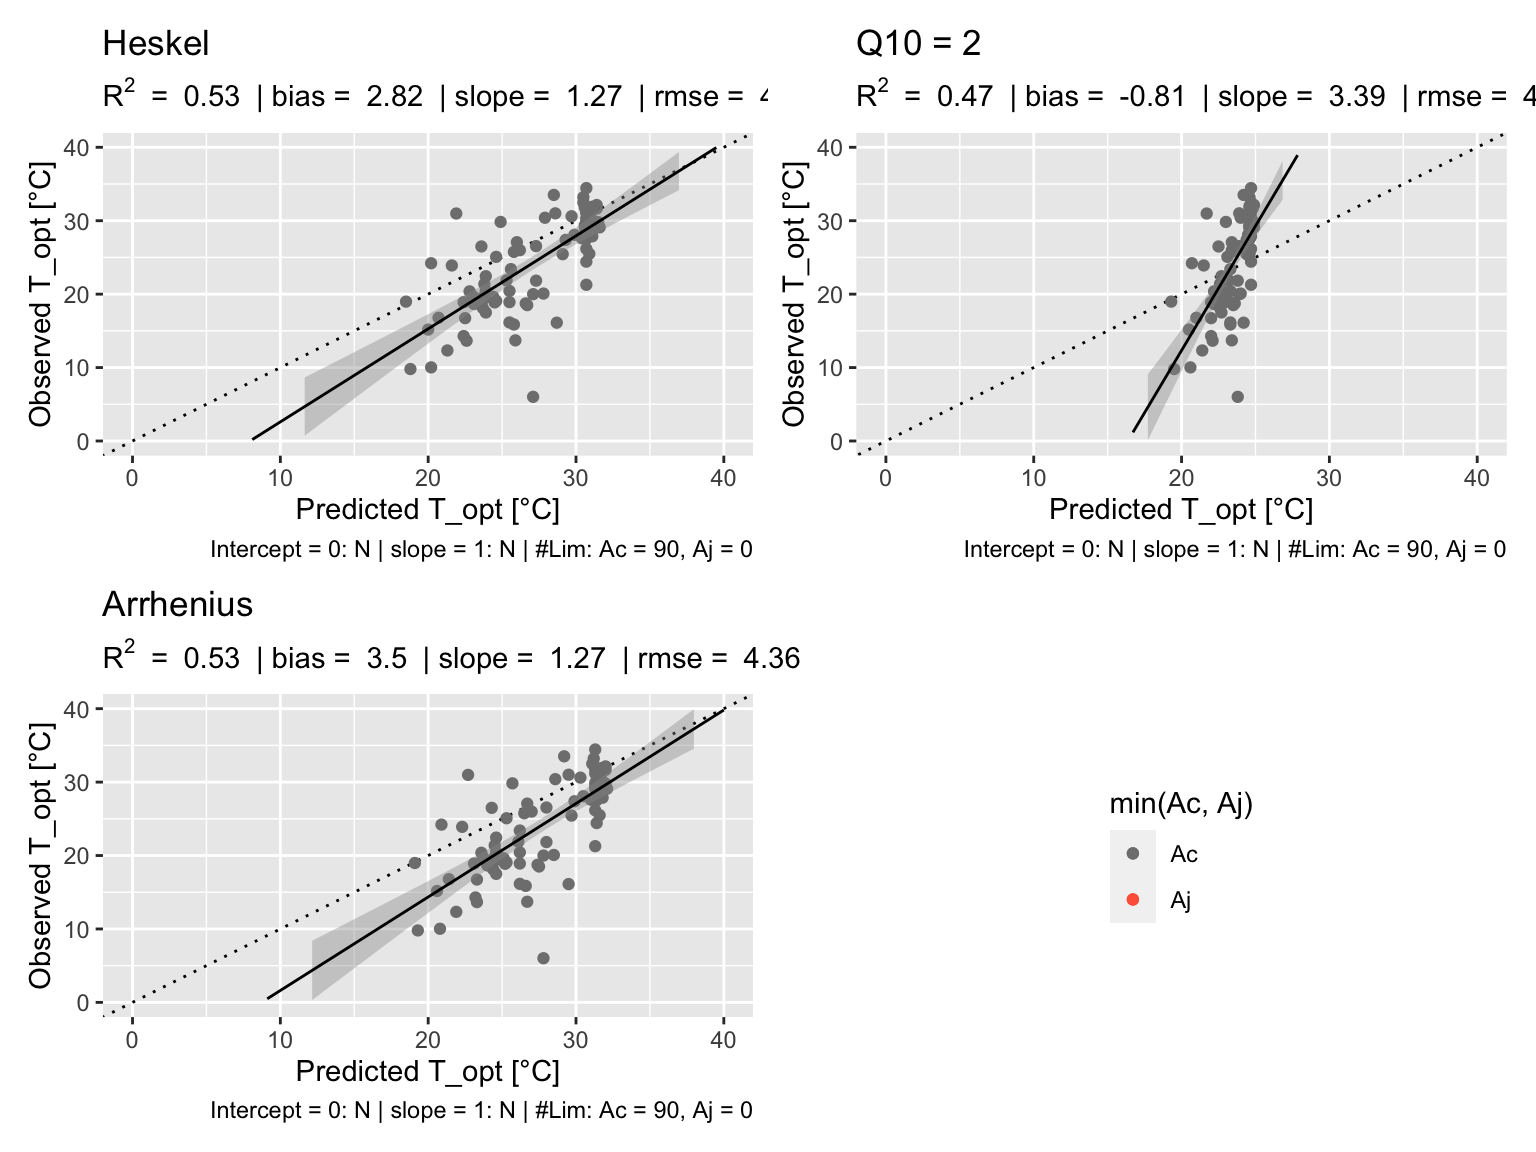 Heskel
R² = 0.53 | bias = 2.82 | slope = 1.27 | rmse =
40
30
20
10
0
Observed T_opt [°C]
0 10 20 30 40
Predicted T_opt [°C]
Intercept = 0: N | slope = 1: N | #Lim: Ac = 90, Aj = 0
Q10 = 2
R² = 0.47 | bias = -0.81 | slope = 3.39 | rmse = 4
40
30
20
10
0
Observed T_opt [°C]
0 10 20 30 40
Predicted T_opt [°C]
Intercept = 0: N | slope = 1: N | #Lim: Ac = 90, Aj = 0
Arrhenius
R² = 0.53 | bias = 3.5 | slope = 1.27 | rmse = 4.36
40
30
20
10
0
Observed T_opt [°C]
0 10 20 30 40
Predicted T_opt [°C]
Intercept = 0: N | slope = 1: N | #Lim: Ac = 90, Aj = 0
min(Ac, Aj)
Ac
Aj